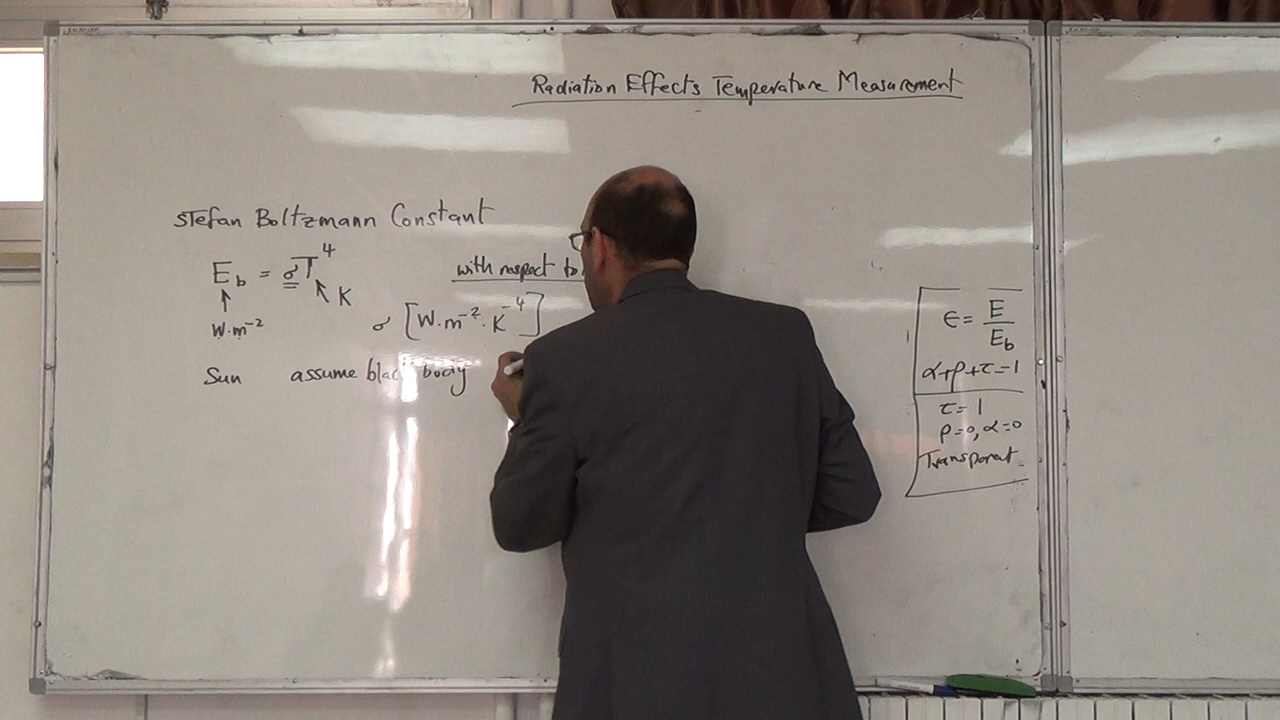 Radiation Effects Temperature Measurement
Stefan Boltzmann Constant
E_b = σT^4
K
W·m^-2
with respect to
σ [W·m^-2·K^-4]
Sun assume black body
ε = E/E_b
α+ρ+τ=1
τ=1
ρ=0, α=0
Transparent